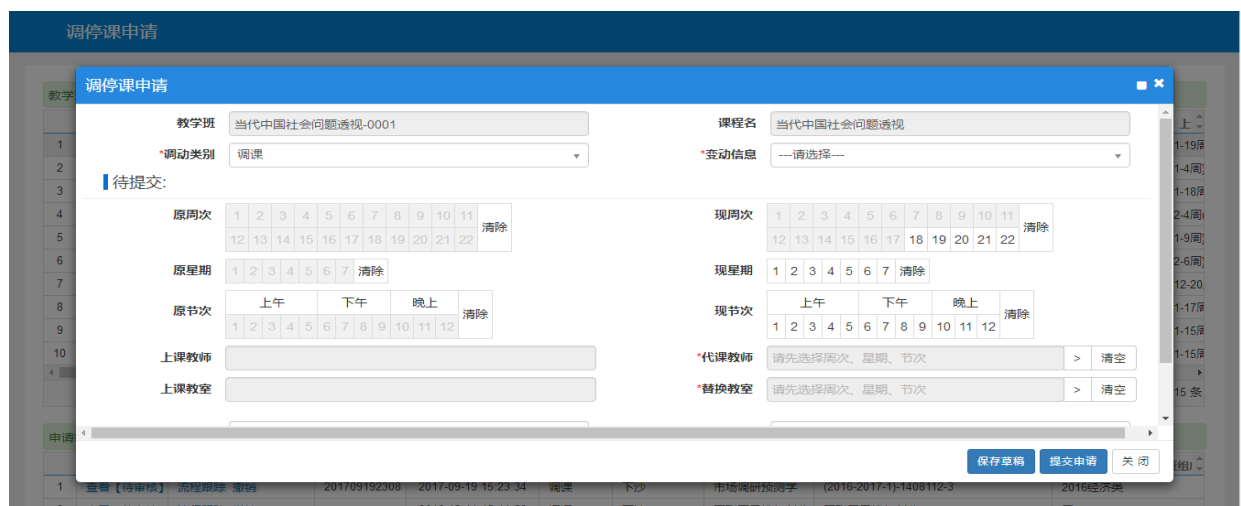 调停课申请
调停课申请
教学班 当代中国社会问题透视-0001 课程名 当代中国社会问题透视
*调动类别 调课 *变动信息 ---请选择---
待提交:
原周次 1 2 3 4 5 6 7 8 9 10 11 清除 现周次 1 2 3 4 5 6 7 8 9 10 11 清除
12 13 14 15 16 17 18 19 20 21 22 12 13 14 15 16 17 18 19 20 21 22
原星期 1 2 3 4 5 6 7 清除 现星期 1 2 3 4 5 6 7 清除
原节次 上午 下午 晚上 清除 现节次 上午 下午 晚上 清除
1 2 3 4 5 6 7 8 9 10 11 12 1 2 3 4 5 6 7 8 9 10 11 12
上课教师 *代课教师 请先选择周次、星期、节次 > 清空
上课教室 *替换教室 请先选择周次、星期、节次 > 清空
保存草稿 提交申请 关闭
教学
上
1 1-19周
2 1-4周
3 1-18周
4 2-4周
5 1-9周
6 2-6周
7 12-20
8 1-17周
9 1-15周
10 1-15周
15 条
申请
1 查看【待审核】 流程跟踪 撤销 201709192308 2017-09-19 15:23:34 调课 下沙 市场调研预测学 (2016-2017-1)-1408112-3 2016经济类